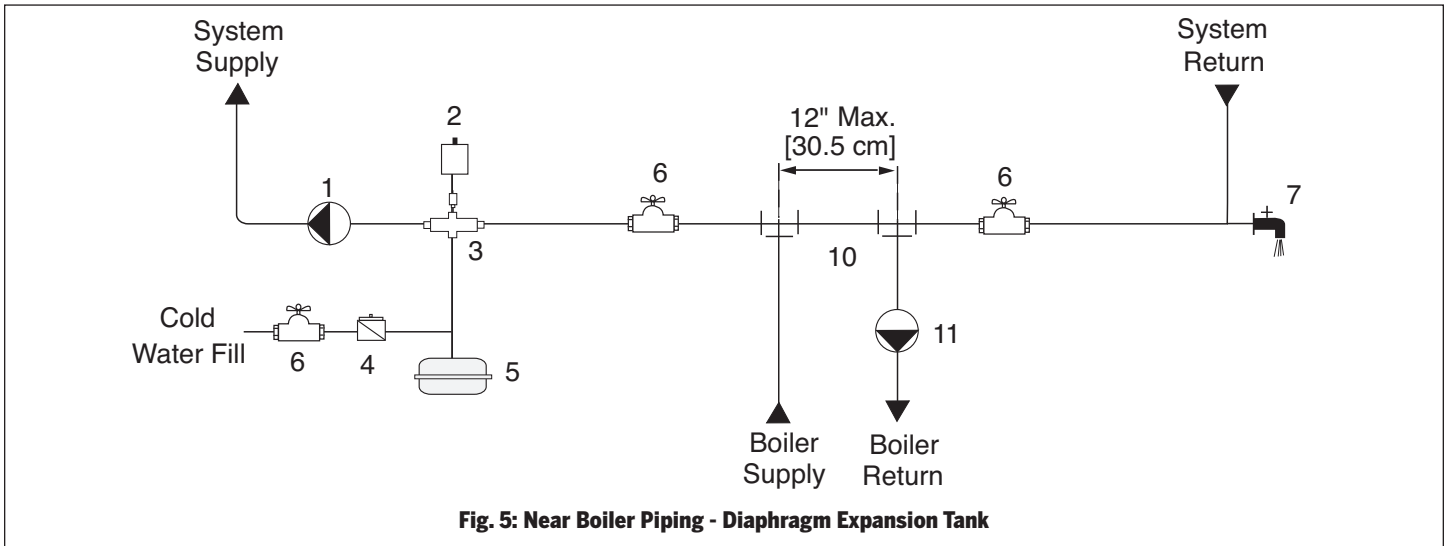 System
Supply
System
Return
2
12" Max.
[30.5 cm]
1
6
6
7
3
10
Cold
Water Fill
6
4
5
11
Boiler
Supply
Boiler
Return
Fig. 5: Near Boiler Piping - Diaphragm Expansion Tank